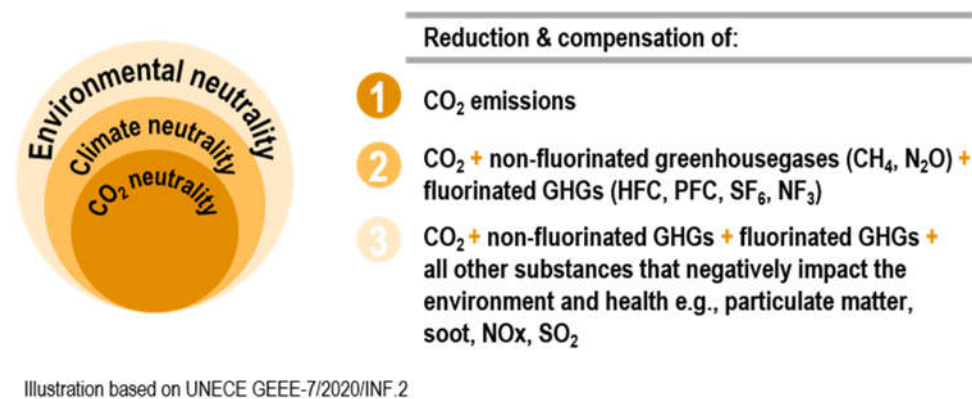 Environmental neutrality
Climate neutrality
CO₂ neutrality
Reduction & compensation of:
1 CO₂ emissions
2 CO₂ + non-fluorinated greenhousegases (CH₄, N₂O) +
fluorinated GHGs (HFC, PFC, SF₆, NF₃)
3 CO₂ + non-fluorinated GHGs + fluorinated GHGs +
all other substances that negatively impact the
environment and health e.g., particulate matter,
soot, NOx, SO₂
Illustration based on UNECE GEEE-7/2020/INF.2